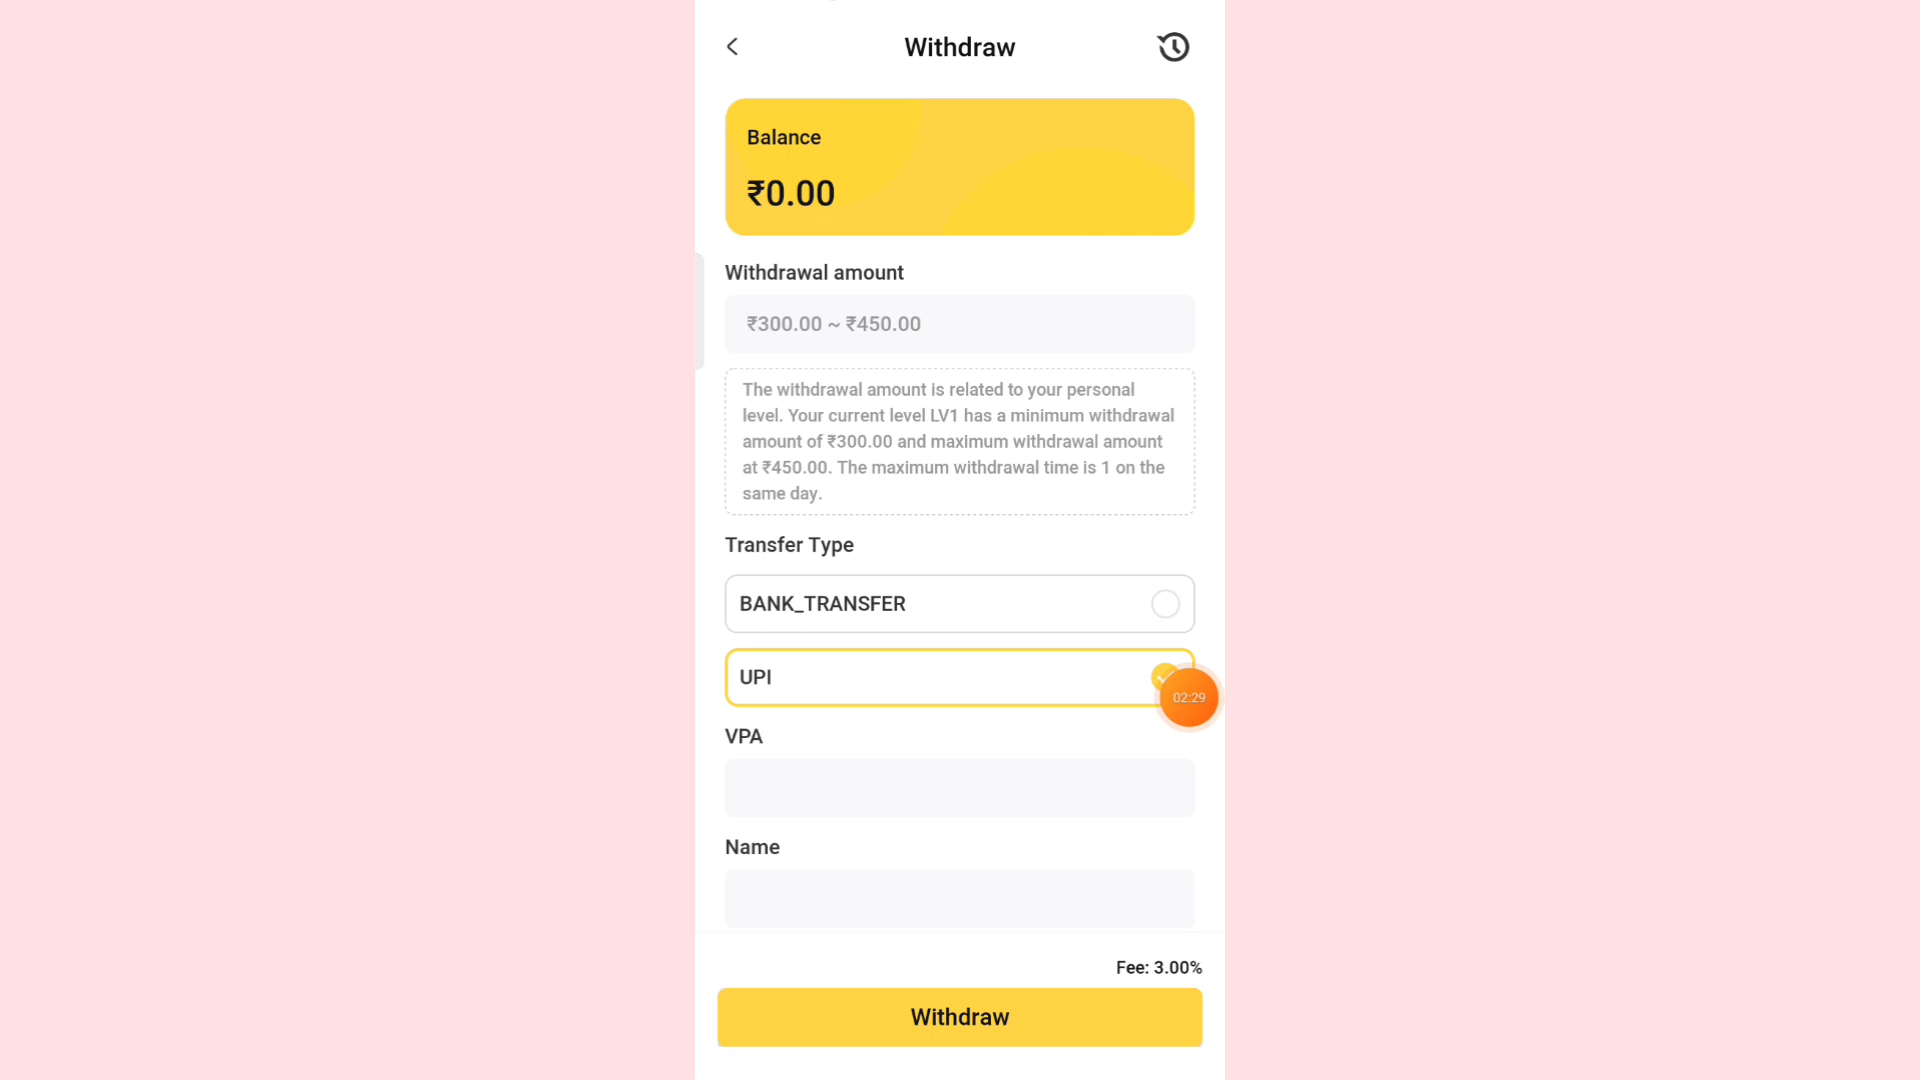 Withdraw
Balance
₹0.00
Withdrawal amount
₹300.00 ~ ₹450.00
The withdrawal amount is related to your personal
level. Your current level LV1 has a minimum withdrawal
amount of ₹300.00 and maximum withdrawal amount
at ₹450.00. The maximum withdrawal time is 1 on the
same day.
Transfer Type
BANK_TRANSFER
UPI
02:29
VPA
Name
Fee: 3.00%
Withdraw